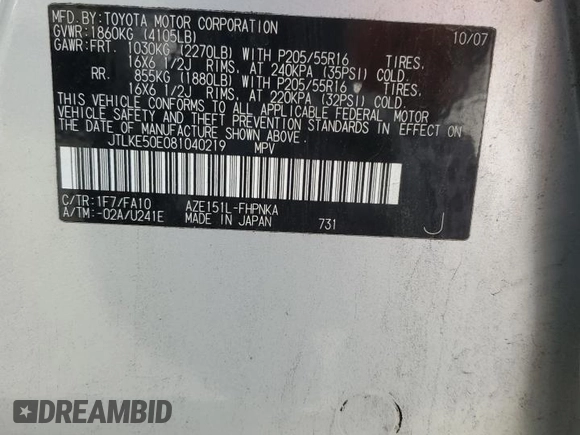 MFD.BY:TOYOTA MOTOR CORPORATION 10/07
GVWR:1860KG (4105LB)
GAWR:FRT. 1030KG (2270LB) WITH P205/55R16 TIRES.
16X6 1/2J RIMS, AT 240KPA (35PSI) COLD.
RR. 855KG (1880LB) WITH P205/55R16 TIRES.
16X6 1/2J RIMS, AT 220KPA (32PSI) COLD.
THIS VEHICLE CONFORMS TO ALL APPLICABLE FEDERAL MOTOR
VEHICLE SAFETY AND THEFT PREVENTION STANDARDS IN EFFECT ON
THE DATE OF MANUFACTURE SHOWN ABOVE.
JTLKE50E081040219 MPV
C/TR:1F7/FA10 AZE151L-FHPNKA
A/TM:-02A/U241E MADE IN JAPAN 731 J
DREAMBID